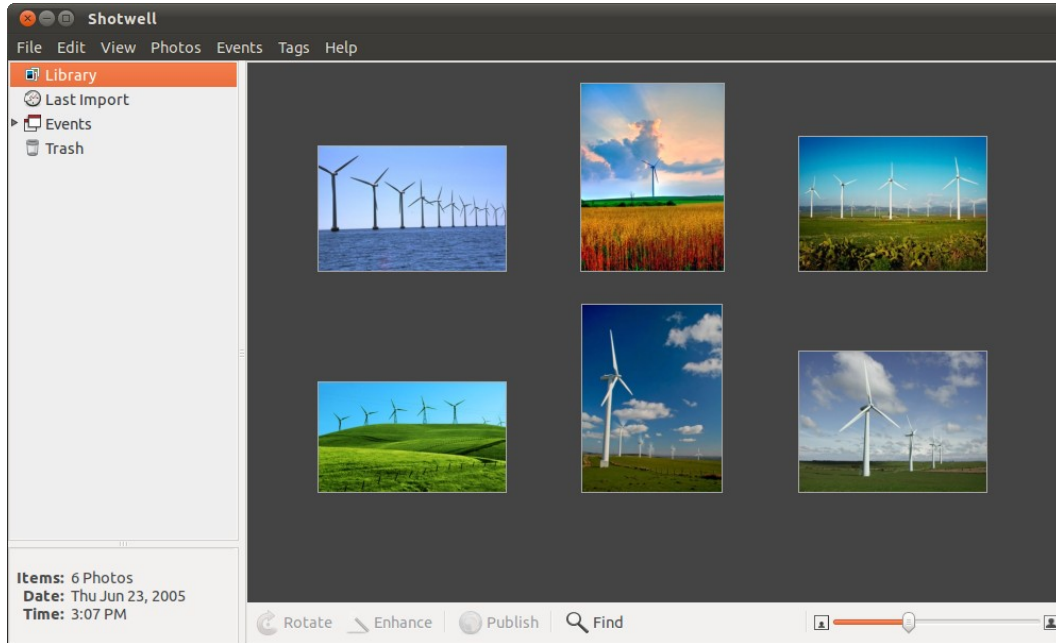 Shotwell
File Edit View Photos Events Tags Help
Library
Last Import
Events
Trash
Items: 6 Photos
Date: Thu Jun 23, 2005
Time: 3:07 PM
Rotate Enhance Publish Find